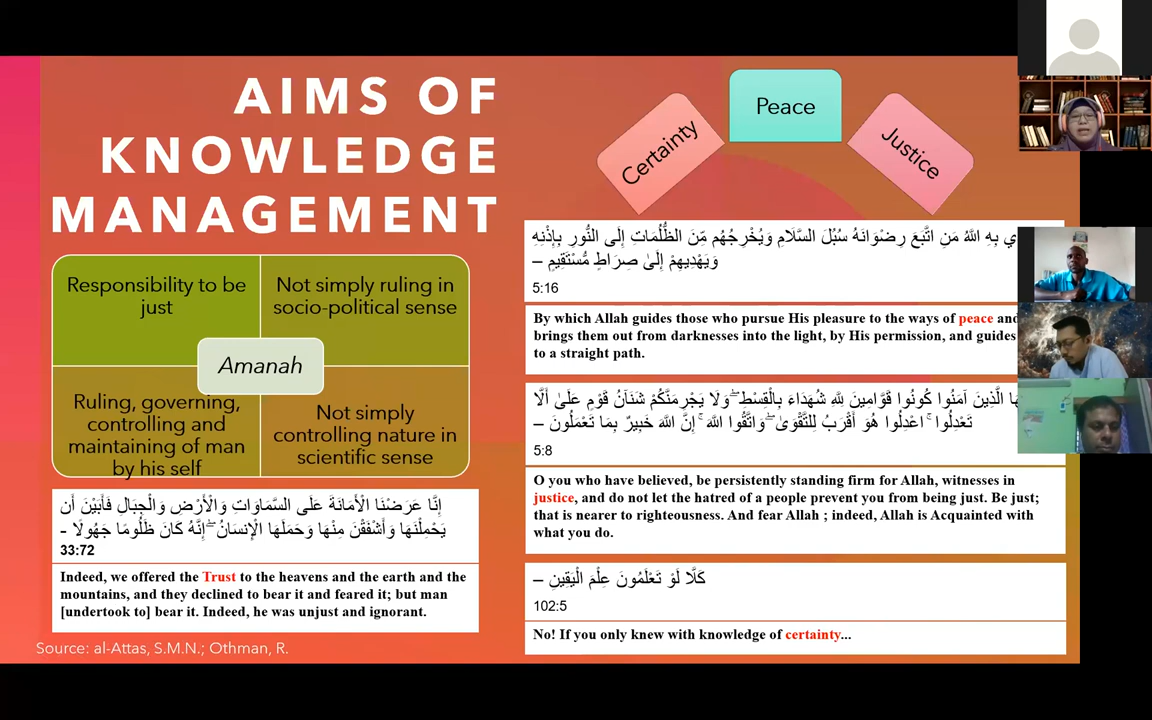 AIMS OF
KNOWLEDGE
MANAGEMENT
Responsibility to be
just
Not simply ruling in
socio-political sense
Amanah
Ruling, governing,
controlling and
maintaining of man
by his self
Not simply
controlling nature in
scientific sense
إِنَّا عَرَضْنَا الْأَمَانَةَ عَلَى السَّمَاوَاتِ وَالْأَرْضِ وَالْجِبَالِ فَأَبَيْنَ أَن
يَحْمِلْنَهَا وَأَشْفَقْنَ مِنْهَا وَحَمَلَهَا الْإِنسَانُ ۖ إِنَّهُ كَانَ ظَلُومًا جَهُولًا -
33:72
Indeed, we offered the Trust to the heavens and the earth and the
mountains, and they declined to bear it and feared it; but man
[undertook to] bear it. Indeed, he was unjust and ignorant.
Source: al-Attas, S.M.N.; Othman, R.
Certainty
Peace
Justice
بِهِ اللَّهُ مَنِ اتَّبَعَ رِضْوَانَهُ سُبُلَ السَّلَامِ وَيُخْرِجُهُم مِّنَ الظُّلُمَاتِ إِلَى النُّورِ بِإِذْنِهِ
وَيَهْدِيهِمْ إِلَىٰ صِرَاطٍ مُّسْتَقِيمٍ –
5:16
By which Allah guides those who pursue His pleasure to the ways of peace and
brings them out from darknesses into the light, by His permission, and guides
to a straight path.
الَّذِينَ آمَنُوا كُونُوا قَوَّامِينَ لِلَّهِ شُهَدَاءَ بِالْقِسْطِ ۖ وَلَا يَجْرِمَنَّكُمْ شَنَآنُ قَوْمٍ عَلَىٰ أَلَّا
تَعْدِلُوا ۚ اعْدِلُوا هُوَ أَقْرَبُ لِلتَّقْوَىٰ ۖ وَاتَّقُوا اللَّهَ ۚ إِنَّ اللَّهَ خَبِيرٌ بِمَا تَعْمَلُونَ –
5:8
O you who have believed, be persistently standing firm for Allah, witnesses in
justice, and do not let the hatred of a people prevent you from being just. Be just;
that is nearer to righteousness. And fear Allah ; indeed, Allah is Acquainted with
what you do.
كَلَّا لَوْ تَعْلَمُونَ عِلْمَ الْيَقِينِ –
102:5
No! If you only knew with knowledge of certainty...